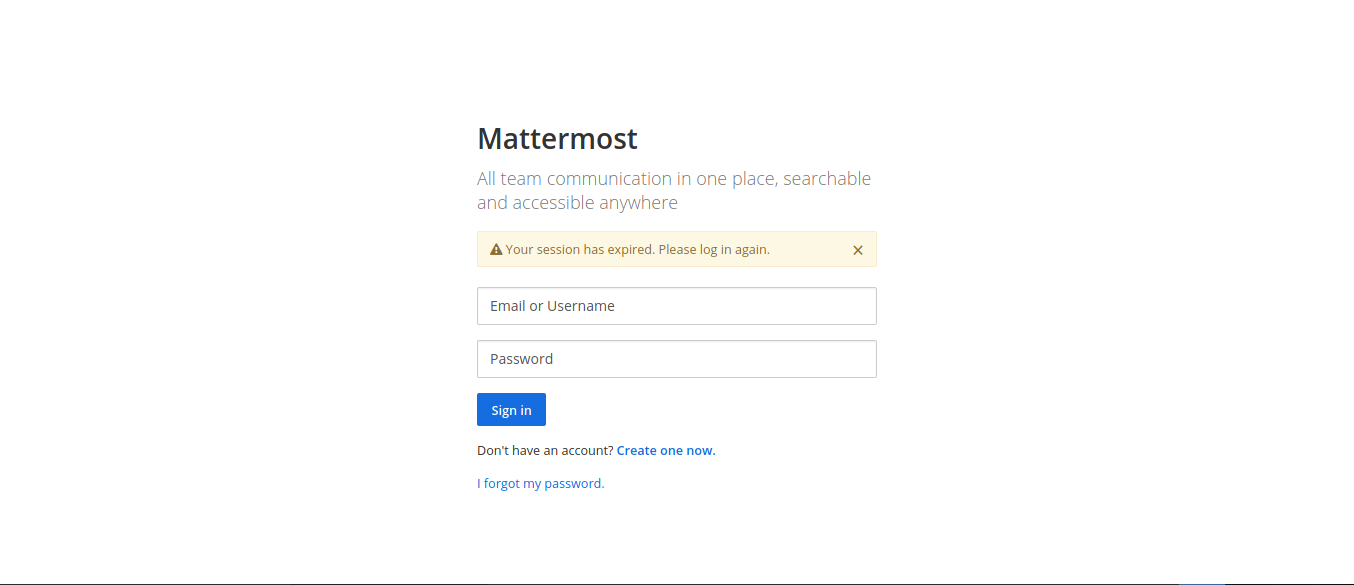 Mattermost
All team communication in one place, searchable
and accessible anywhere
Your session has expired. Please log in again.
Email or Username
Password
Sign in
Don't have an account? Create one now.
I forgot my password.